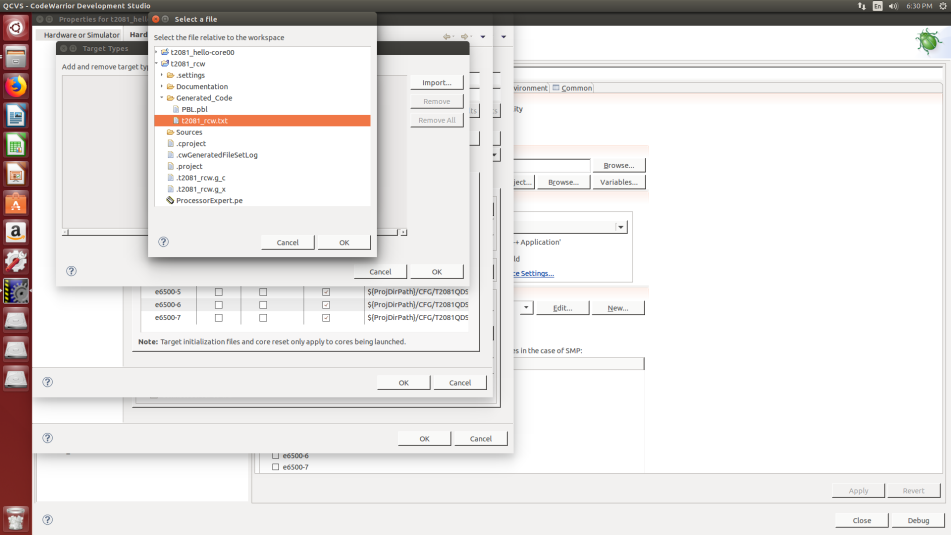 QCVS - CodeWarrior Development Studio
En
6:30 PM
Properties for t2081_hell
Select a file
Hardware or Simulator
Hard
Select the file relative to the workspace
Target Types
Add and remove target ty
t2081_hello-core00
t2081_rcw
.settings
Documentation
Generated_Code
PBL.pbl
t2081_rcw.txt
Sources
.cproject
.cwGeneratedFileSetLog
.project
.t2081_rcw.g_c
.t2081_rcw.g_x
ProcessorExpert.pe
Cancel
OK
Import...
Remove
Remove All
Cancel
OK
vironment
Common
ity
Browse...
ject...
Browse...
Variables...
→ Application'
ld
ce Settings...
Edit...
New...
es in the case of SMP:
e6500-5
${ProjDirPath}/CFG/T2081QDS
e6500-6
${ProjDirPath}/CFG/T2081QDS
e6500-7
${ProjDirPath}/CFG/T2081QDS
Note: Target initialization files and core reset only apply to cores being launched.
OK
Cancel
OK
Cancel
e6500-6
e6500-7
Apply
Revert
Close
Debug